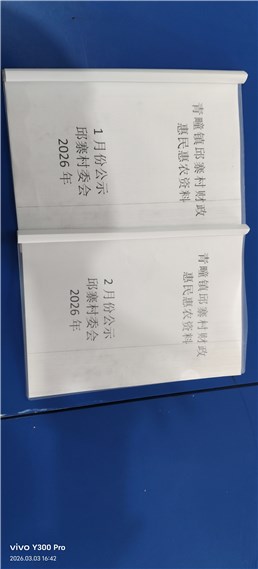 青疃镇邱寨村财政
惠民惠农资料
1月份公示
邱寨村委会
2026年
青疃镇邱寨村财政
惠民惠农资料
2月份公示
邱寨村委会
2026年
vivo Y300 Pro
2026.03.03 16:42